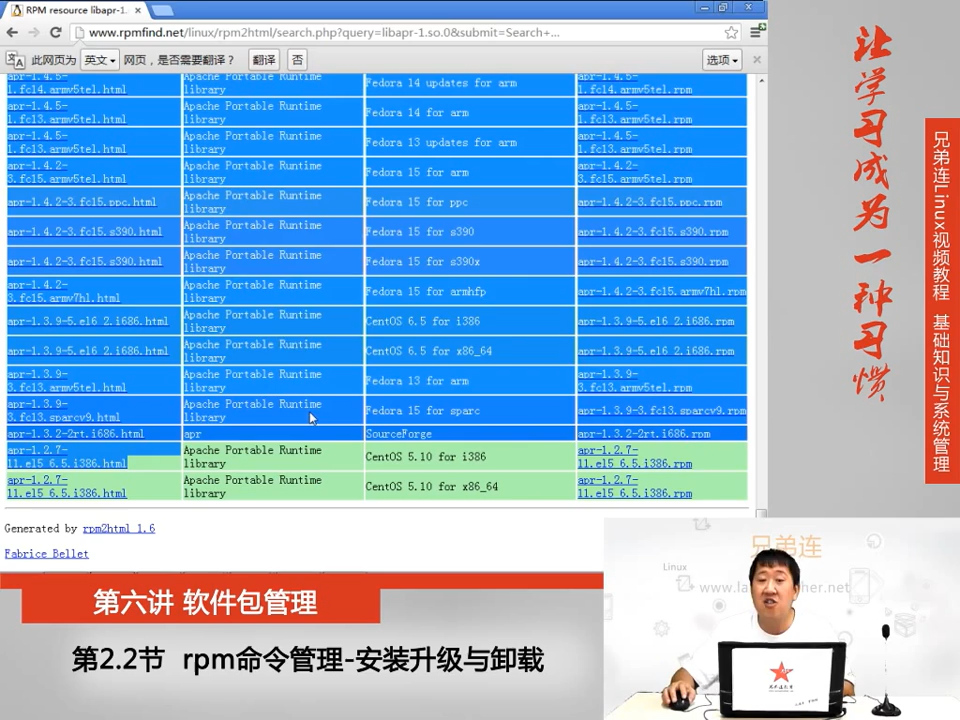 RPM resource libapr-1.
www.rpmfind.net/linux/rpm2html/search.php?query=libapr-1.so.0&submit=Search+...
此网页为 英文 网页，是否需要翻译？ 翻译 否 选项
apr-1.4.5-
1.fc14.armv5tel.html
Apache Portable Runtime
library
Fedora 14 updates for arm
apr-1.4.5-
1.fc14.armv5tel.rpm
apr-1.4.5-
1.fc13.armv5tel.html
Apache Portable Runtime
library
Fedora 14 for arm
apr-1.4.5-
1.fc13.armv5tel.rpm
apr-1.4.5-
1.fc13.armv5tel.html
Apache Portable Runtime
library
Fedora 13 updates for arm
apr-1.4.5-
1.fc13.armv5tel.rpm
apr-1.4.2-
3.fc15.armv5tel.html
Apache Portable Runtime
library
Fedora 15 for arm
apr-1.4.2-
3.fc15.armv5tel.rpm
apr-1.4.2-3.fc15.ppc.html
Apache Portable Runtime
library
Fedora 15 for ppc
apr-1.4.2-3.fc15.ppc.rpm
apr-1.4.2-3.fc15.s390.html
Apache Portable Runtime
library
Fedora 15 for s390
apr-1.4.2-3.fc15.s390.rpm
apr-1.4.2-3.fc15.s390.html
Apache Portable Runtime
library
Fedora 15 for s390x
apr-1.4.2-3.fc15.s390.rpm
apr-1.4.2-
3.fc15.armv7hl.html
Apache Portable Runtime
library
Fedora 15 for armhfp
apr-1.4.2-3.fc15.armv7hl.rpm
apr-1.3.9-5.el6_2.i686.html
Apache Portable Runtime
library
CentOS 6.5 for i386
apr-1.3.9-5.el6_2.i686.rpm
apr-1.3.9-5.el6_2.i686.html
Apache Portable Runtime
library
CentOS 6.5 for x86_64
apr-1.3.9-5.el6_2.i686.rpm
apr-1.3.9-
3.fc13.armv5tel.html
Apache Portable Runtime
library
Fedora 13 for arm
apr-1.3.9-
3.fc13.armv5tel.rpm
apr-1.3.9-
3.fc13.sparcv9.html
Apache Portable Runtime
library
Fedora 15 for sparc
apr-1.3.9-3.fc13.sparcv9.rpm
apr-1.3.2-2rt.i686.html
apr
SourceForge
apr-1.3.2-2rt.i686.rpm
apr-1.2.7-
11.el5_6.5.i386.html
Apache Portable Runtime
library
CentOS 5.10 for i386
apr-1.2.7-
11.el5_6.5.i386.rpm
apr-1.2.7-
11.el5_6.5.i386.html
Apache Portable Runtime
library
CentOS 5.10 for x86_64
apr-1.2.7-
11.el5_6.5.i386.rpm
Generated by rpm2html 1.6
Fabrice Bellet
让学习成为一种习惯
兄弟连Linux视频教程 基础知识与系统管理
第六讲 软件包管理
第2.2节 rpm命令管理-安装升级与卸载
兄弟连
Linux